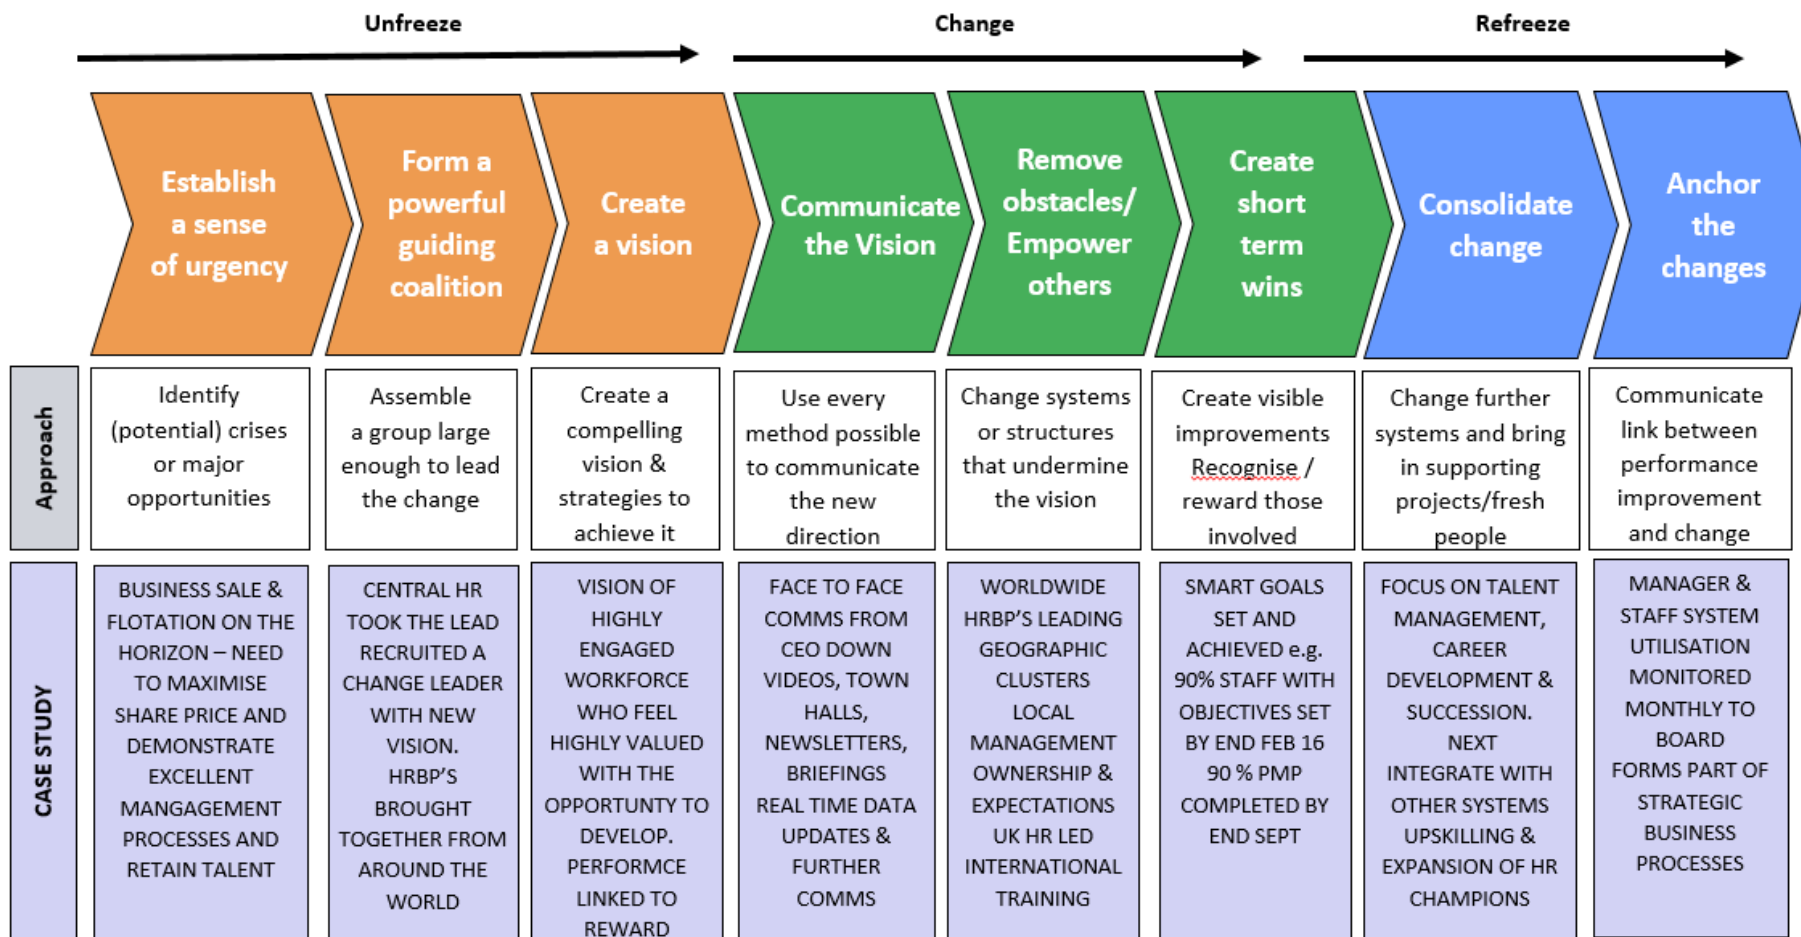 Unfreeze
Change
Refreeze
Establish
a sense
of urgency
Form a
powerful
guiding
coalition
Create
a vision
Communicate
the Vision
Remove
obstacles/
Empower
others
Create
short
term
wins
Consolidate
change
Anchor
the
changes
Approach
Identify
(potential) crises
or major
opportunities
Assemble
a group large
enough to lead
the change
Create a
compelling
vision &
strategies to
achieve it
Use every
method possible
to communicate
the new
direction
Change systems
or structures
that undermine
the vision
Create visible
improvements
Recognise /
reward those
involved
Change further
systems and bring
in supporting
projects/fresh
people
Communicate
link between
performance
improvement
and change
CASE STUDY
BUSINESS SALE &
FLOTATION ON THE
HORIZON – NEED
TO MAXIMISE
SHARE PRICE AND
DEMONSTRATE
EXCELLENT
MANGAGEMENT
PROCESSES AND
RETAIN TALENT
CENTRAL HR
TOOK THE LEAD
RECRUITED A
CHANGE LEADER
WITH NEW
VISION.
HRBP'S
BROUGHT
TOGETHER FROM
AROUND THE
WORLD
VISION OF
HIGHLY
ENGAGED
WORKFORCE
WHO FEEL
HIGHLY VALUED
WITH THE
OPPORTUNTY TO
DEVELOP.
PERFORMCE
LINKED TO
REWARD
FACE TO FACE
COMMS FROM
CEO DOWN
VIDEOS, TOWN
HALLS,
NEWSLETTERS,
BRIEFINGS
REAL TIME DATA
UPDATES &
FURTHER
COMMS
WORLDWIDE
HRBP'S LEADING
GEOGRAPHIC
CLUSTERS
LOCAL
MANAGEMENT
OWNERSHIP &
EXPECTATIONS
UK HR LED
INTERNATIONAL
TRAINING
SMART GOALS
SET AND
ACHIEVED e.g.
90% STAFF WITH
OBJECTIVES SET
BY END FEB 16
90 % PMP
COMPLETED BY
END SEPT
FOCUS ON TALENT
MANAGEMENT,
CAREER
DEVELOPMENT &
SUCCESSION.
NEXT
INTEGRATE WITH
OTHER SYSTEMS
UPSKILLING &
EXPANSION OF HR
CHAMPIONS
MANAGER &
STAFF SYSTEM
UTILISATION
MONITORED
MONTHLY TO
BOARD
FORMS PART OF
STRATEGIC
BUSINESS
PROCESSES